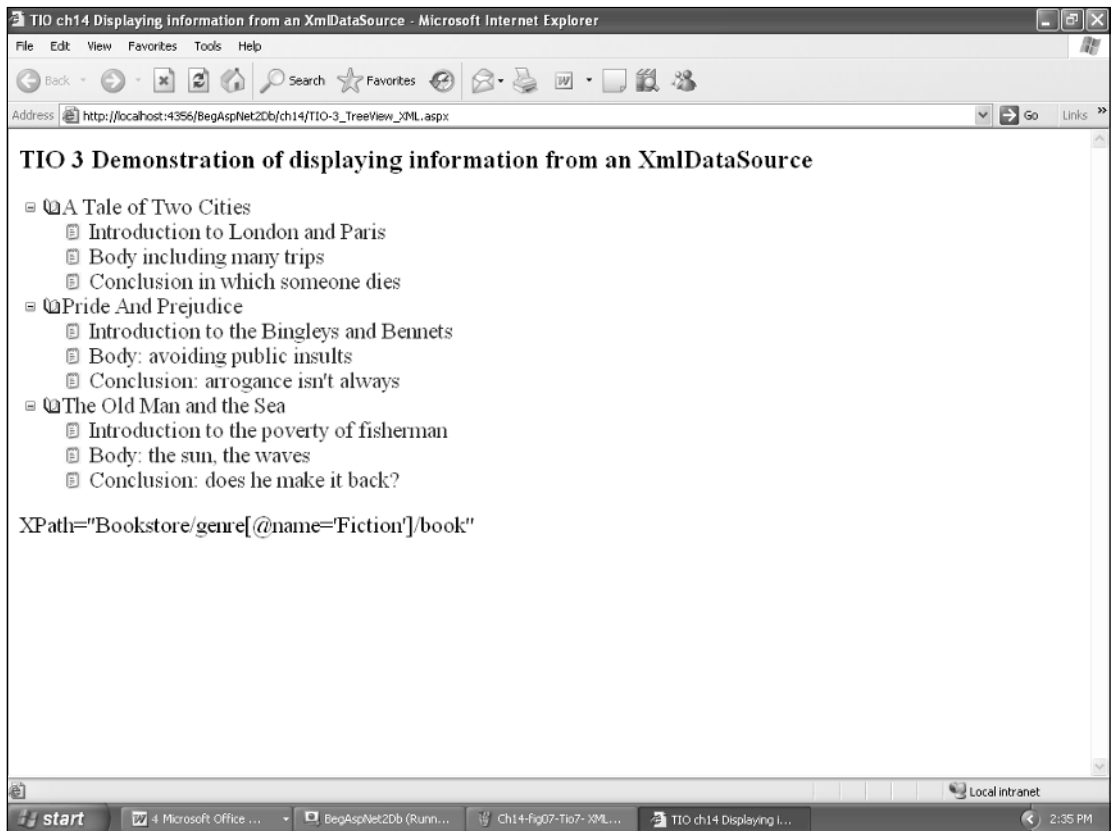 TIO ch14 Displaying information from an XmlDataSource - Microsoft Internet Explorer
File Edit View Favorites Tools Help
Back Search Favorites
Address http://localhost:4356/BegAspNet2Db/ch14/TIO-3_TreeView_XML.aspx Go Links »
TIO 3 Demonstration of displaying information from an XmlDataSource
A Tale of Two Cities
Introduction to London and Paris
Body including many trips
Conclusion in which someone dies
Pride And Prejudice
Introduction to the Bingleys and Bennets
Body: avoiding public insults
Conclusion: arrogance isn't always
The Old Man and the Sea
Introduction to the poverty of fisherman
Body: the sun, the waves
Conclusion: does he make it back?
XPath="Bookstore/genre[@name='Fiction']/book"
Local intranet
start 4 Microsoft Office ... BegAspNet2Db (Runn... Ch14-fig07-Tio7- XML... TIO ch14 Displaying i... 2:35 PM